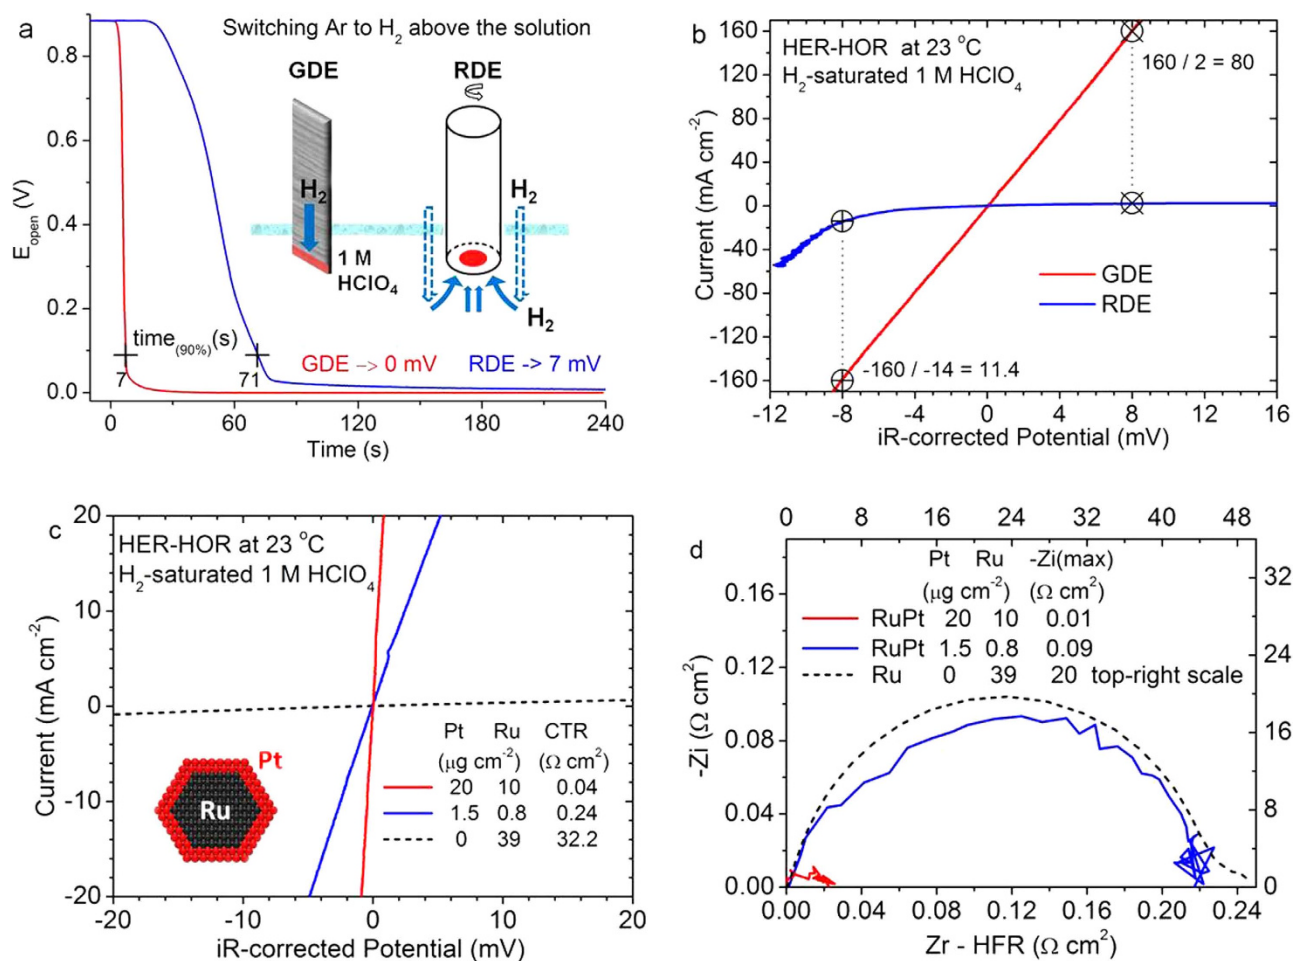 a
Switching Ar to H₂ above the solution
GDE
RDE
H₂
H₂
1 M
HClO₄
H₂
time(90%)(s)
7
71
GDE –> 0 mV
RDE -> 7 mV
0.8
0.6
0.4
0.2
0.0
E_open (V)
0
60
120
180
240
Time (s)
b
HER-HOR at 23 °C
H₂-saturated 1 M HClO₄
160 / 2 = 80
GDE
RDE
-160 / -14 = 11.4
160
120
80
40
0
-40
-80
-120
-160
Current (mA cm⁻²)
-12
-8
-4
0
4
8
12
16
iR-corrected Potential (mV)
c
HER-HOR at 23 °C
H₂-saturated 1 M HClO₄
Pt
Ru
Pt Ru CTR
(µg cm⁻²) (Ω cm²)
20 10 0.04
1.5 0.8 0.24
0 39 32.2
20
10
0
-10
-20
Current (mA cm⁻²)
-20
-10
0
10
20
iR-corrected Potential (mV)
0 8 16 24 32 40 48
d
Pt Ru -Zi(max)
(µg cm⁻²) (Ω cm²)
RuPt 20 10 0.01
RuPt 1.5 0.8 0.09
Ru 0 39 20 top-right scale
0.16
0.12
0.08
0.04
0.00
-Zi (Ω cm²)
32
24
16
8
0
0.00 0.04 0.08 0.12 0.16 0.20 0.24
Zr - HFR (Ω cm²)